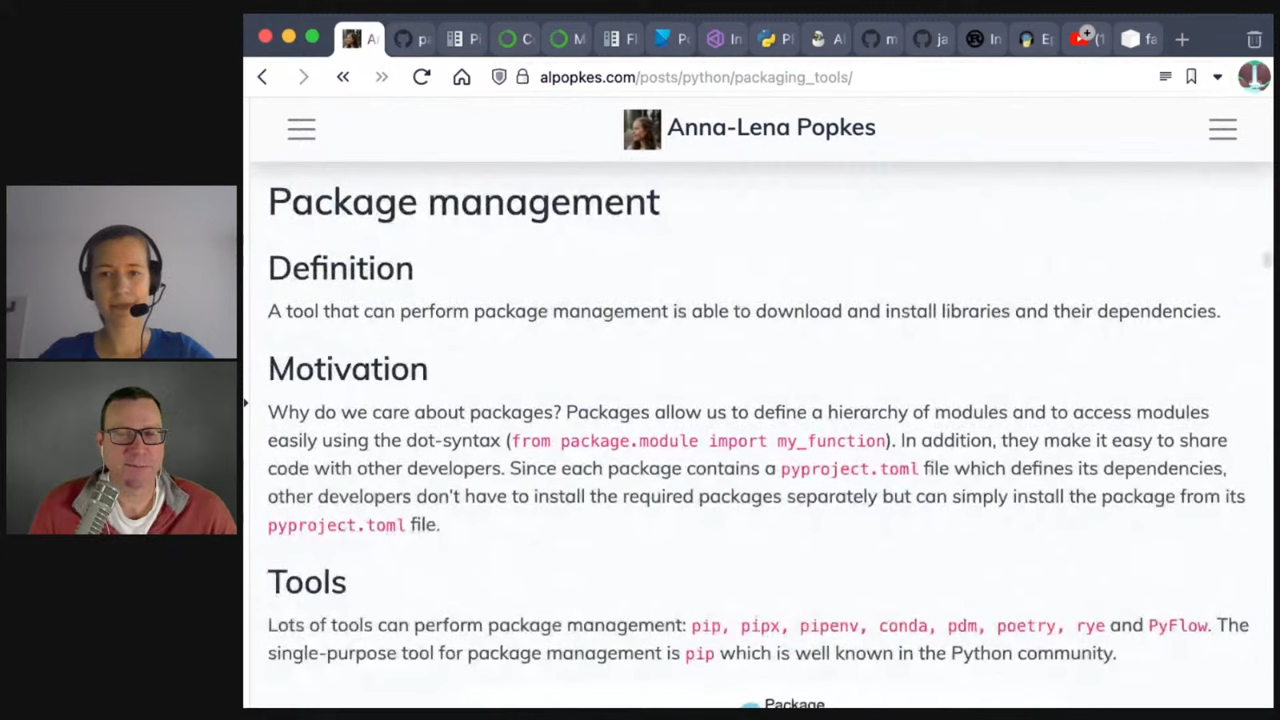 alpopkes.com/posts/python/packaging_tools/
Anna-Lena Popkes
Package management
Definition
A tool that can perform package management is able to download and install libraries and their dependencies.
Motivation
Why do we care about packages? Packages allow us to define a hierarchy of modules and to access modules
easily using the dot-syntax (from package.module import my_function). In addition, they make it easy to share
code with other developers. Since each package contains a pyproject.toml file which defines its dependencies,
other developers don't have to install the required packages separately but can simply install the package from its
pyproject.toml file.
Tools
Lots of tools can perform package management: pip, pipx, pipenv, conda, pdm, poetry, rye and PyFlow. The
single-purpose tool for package management is pip which is well known in the Python community.
Package